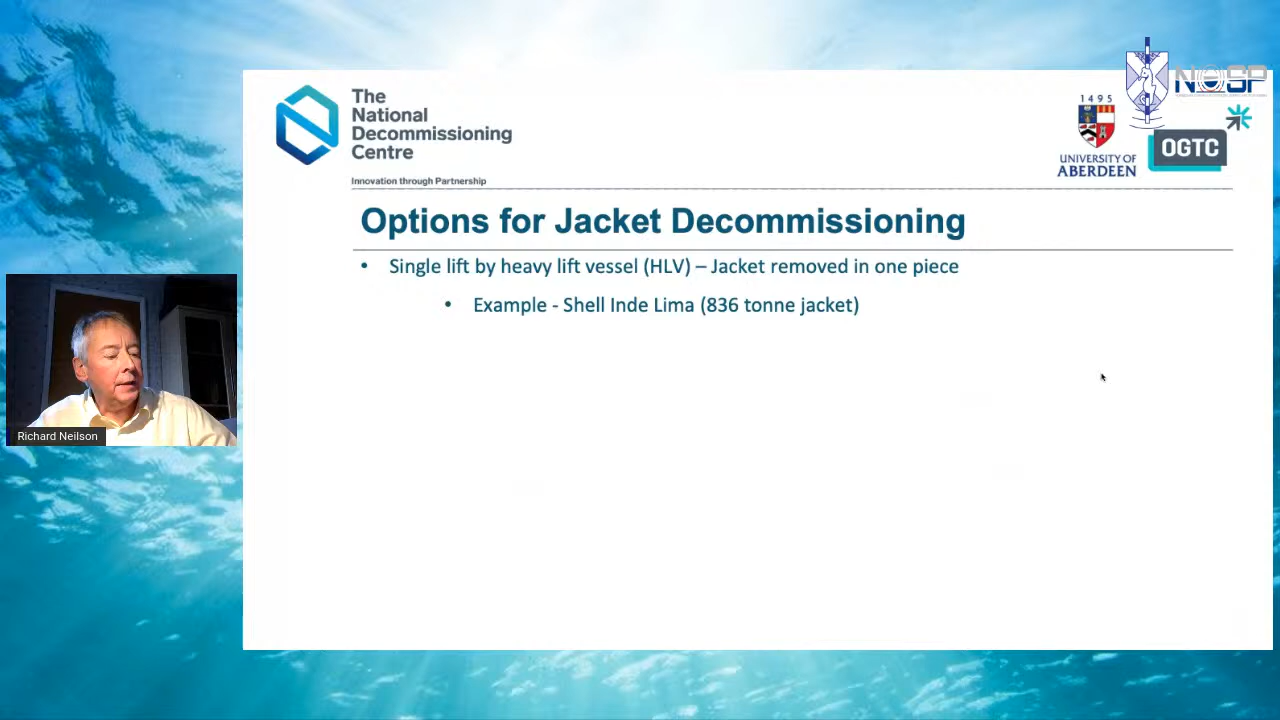 The
National
Decommissioning
Centre
Innovation through Partnership
1495
UNIVERSITY OF
ABERDEEN
OGTC
Options for Jacket Decommissioning
• Single lift by heavy lift vessel (HLV) – Jacket removed in one piece
• Example - Shell Inde Lima (836 tonne jacket)
Richard Neilson